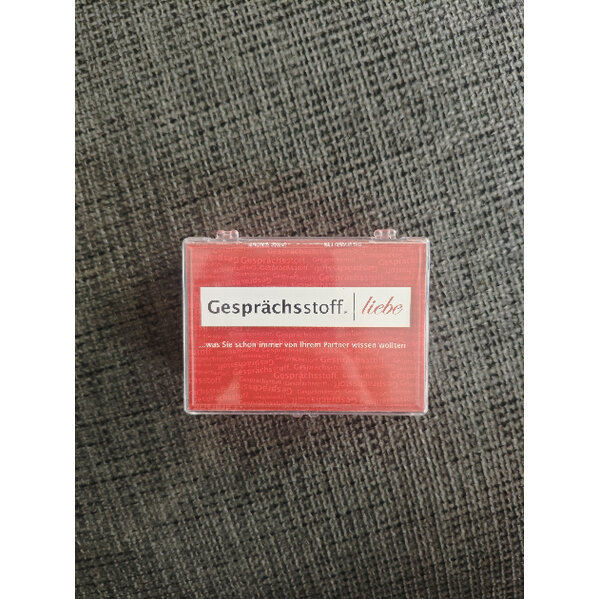 Gesprächsstoff. | liebe
...was Sie schon immer von Ihrem Partner wissen wollten